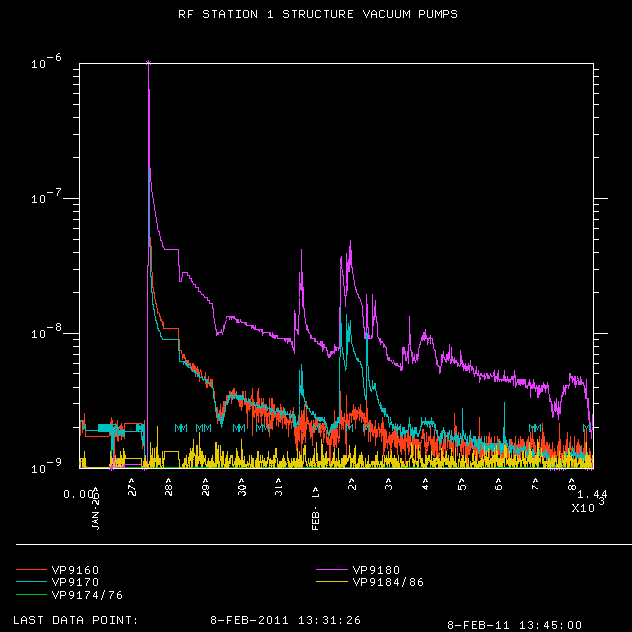 RF STATION 1 STRUCTURE VACUUM PUMPS
10-6
10-7
10-8
10-9
0.00 1.44
X10 3
JAN-26> 27> 28> 29> 30> 31> FEB- 1> 2> 3> 4> 5> 6> 7> 8>
VP9160 VP9180
VP9170 VP9184/86
VP9174/76
LAST DATA POINT: 8-FEB-2011 13:31:26 8-FEB-11 13:45:00